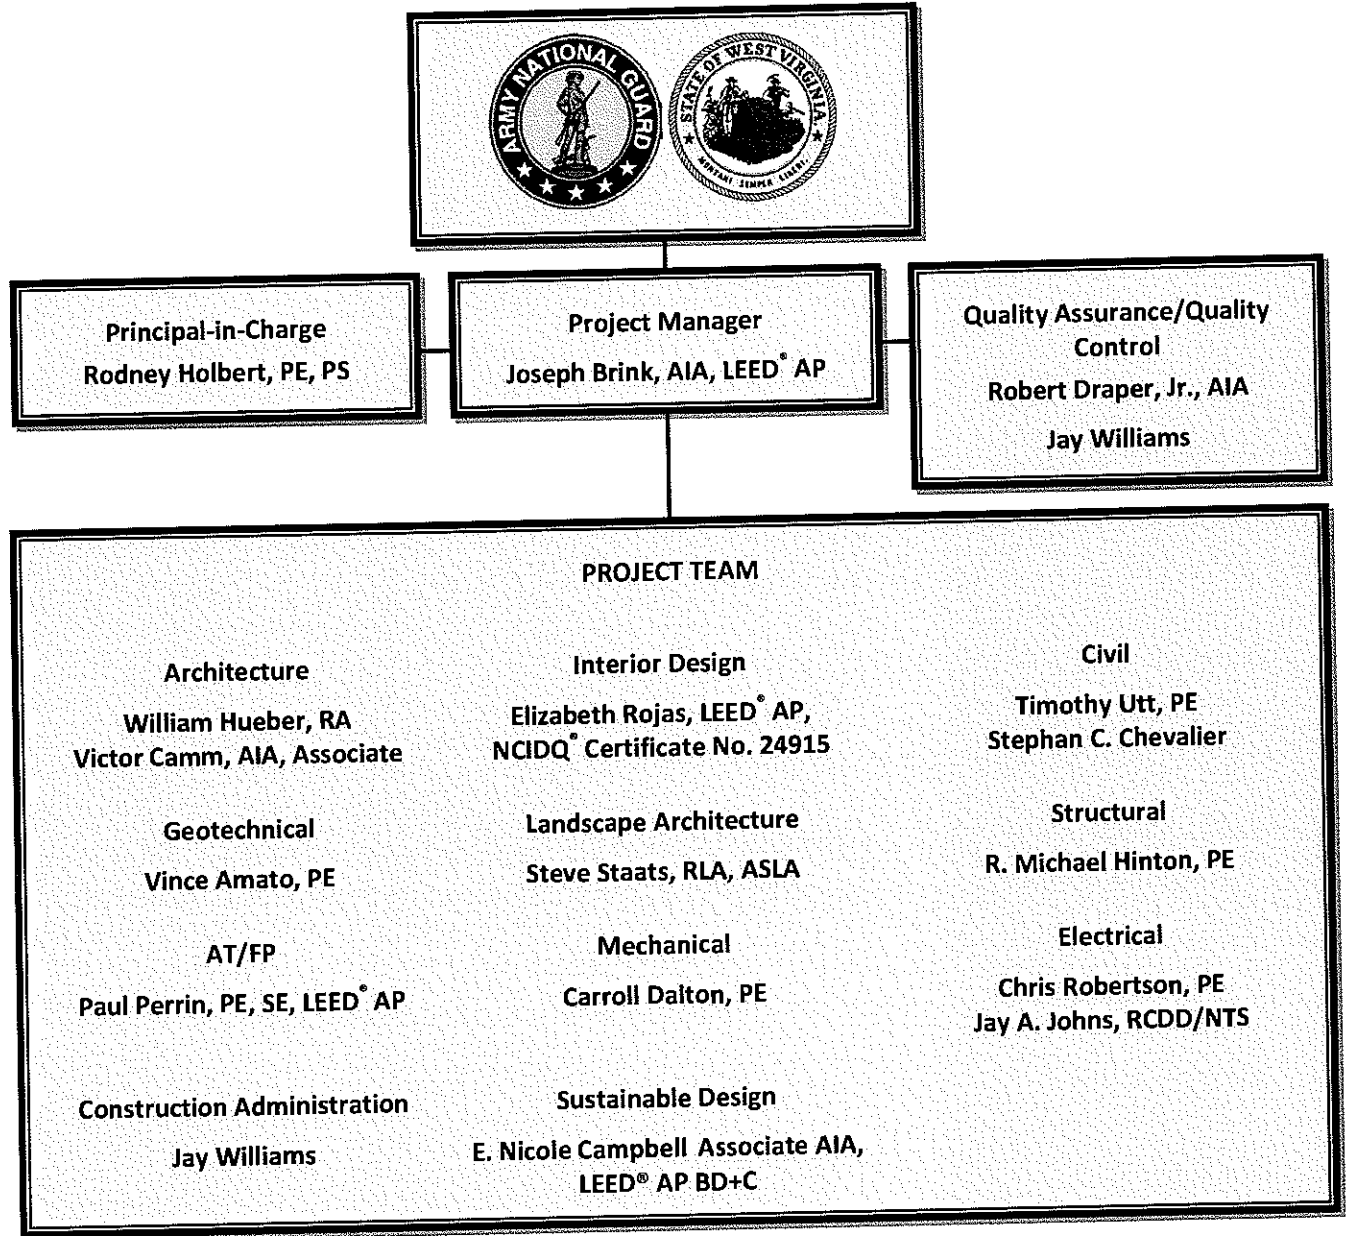 ARMY NATIONAL GUARD
STATE OF WEST VIRGINIA
MONTANI SEMPER LIBERI.
Principal-in-Charge
Rodney Holbert, PE, PS
Project Manager
Joseph Brink, AIA, LEED® AP
Quality Assurance/Quality
Control
Robert Draper, Jr., AIA
Jay Williams
PROJECT TEAM
Architecture
William Hueber, RA
Victor Camm, AIA, Associate
Interior Design
Elizabeth Rojas, LEED® AP,
NCIDQ® Certificate No. 24915
Civil
Timothy Utt, PE
Stephan C. Chevalier
Geotechnical
Vince Amato, PE
Landscape Architecture
Steve Staats, RLA, ASLA
Structural
R. Michael Hinton, PE
AT/FP
Paul Perrin, PE, SE, LEED® AP
Mechanical
Carroll Dalton, PE
Electrical
Chris Robertson, PE
Jay A. Johns, RCDD/NTS
Construction Administration
Jay Williams
Sustainable Design
E. Nicole Campbell Associate AIA,
LEED® AP BD+C